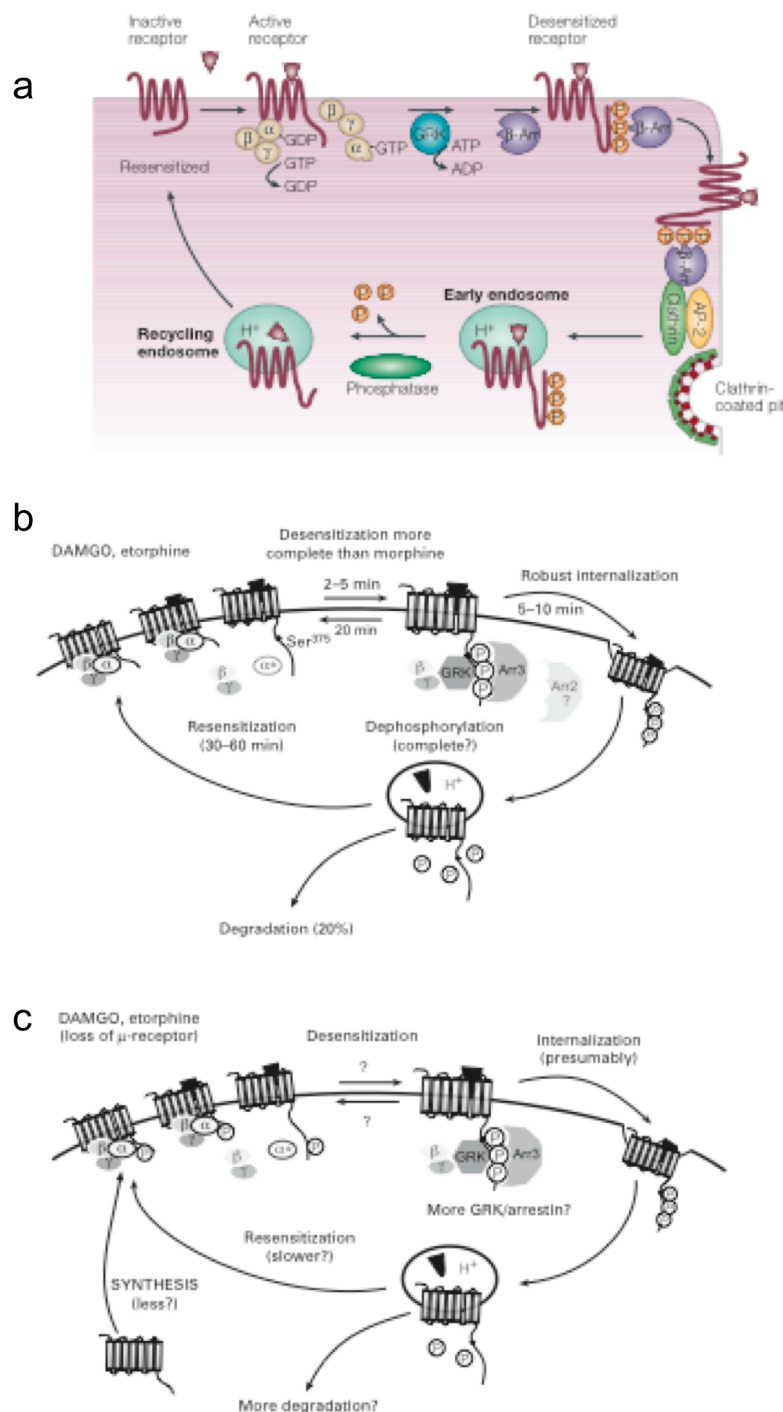 a
Inactive
receptor
Active
receptor
Desensitized
receptor
β
α
γ
GDP
GTP
GDP
β
γ
α
GTP
GRK
ATP
ADP
β-Arr
P
P
P
β-Arr
Resensitized
P P P
β-Arr
Clathrin
AP-2
Clathrin-
coated pit
Early endosome
H+
P
P
P
P P
P
Phosphatase
Recycling
endosome
H+
b
DAMGO, etorphine
Desensitization more
complete than morphine
2–5 min
20 min
Robust internalization
5–10 min
Ser375
β α
γ
β α
γ
β
γ
α*
β
γ
GRK
P
P
P
Arr3
Arr2
?
P
P
P
Resensitization
(30–60 min)
Dephosphorylation
(complete?)
H+
P
P
P
Degradation (20%)
c
DAMGO, etorphine
(loss of μ-receptor)
Desensitization
?
?
Internalization
(presumably)
β α P
γ
β α P
γ
β
γ
α*
P
β
γ
GRK
P
P
P
Arr3
More GRK/arrestin?
P
P
P
Resensitization
(slower?)
H+
P
P
SYNTHESIS
(less?)
More degradation?